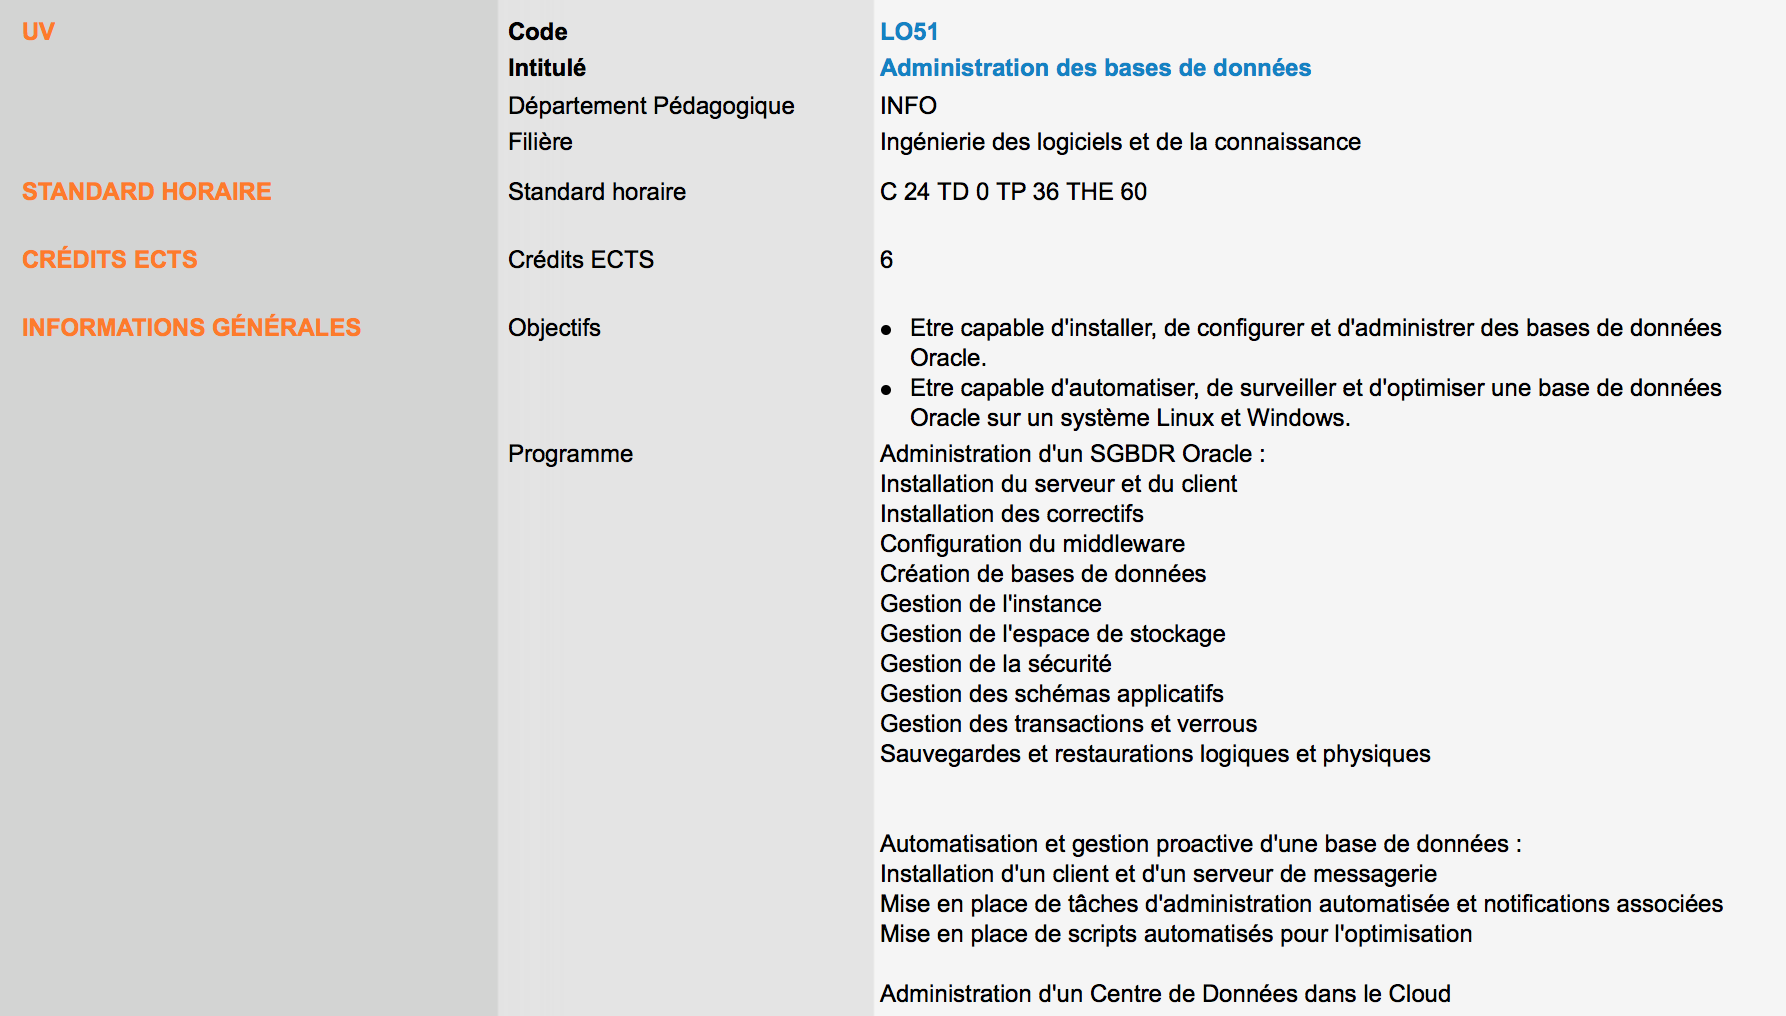 UV Code LO51
Intitulé Administration des bases de données
Département Pédagogique INFO
Filière Ingénierie des logiciels et de la connaissance
STANDARD HORAIRE Standard horaire C 24 TD 0 TP 36 THE 60
CRÉDITS ECTS Crédits ECTS 6
INFORMATIONS GÉNÉRALES Objectifs • Etre capable d'installer, de configurer et d'administrer des bases de données
Oracle.
• Etre capable d'automatiser, de surveiller et d'optimiser une base de données
Oracle sur un système Linux et Windows.
Programme Administration d'un SGBDR Oracle :
Installation du serveur et du client
Installation des correctifs
Configuration du middleware
Création de bases de données
Gestion de l'instance
Gestion de l'espace de stockage
Gestion de la sécurité
Gestion des schémas applicatifs
Gestion des transactions et verrous
Sauvegardes et restaurations logiques et physiques
Automatisation et gestion proactive d'une base de données :
Installation d'un client et d'un serveur de messagerie
Mise en place de tâches d'administration automatisée et notifications associées
Mise en place de scripts automatisés pour l'optimisation
Administration d'un Centre de Données dans le Cloud